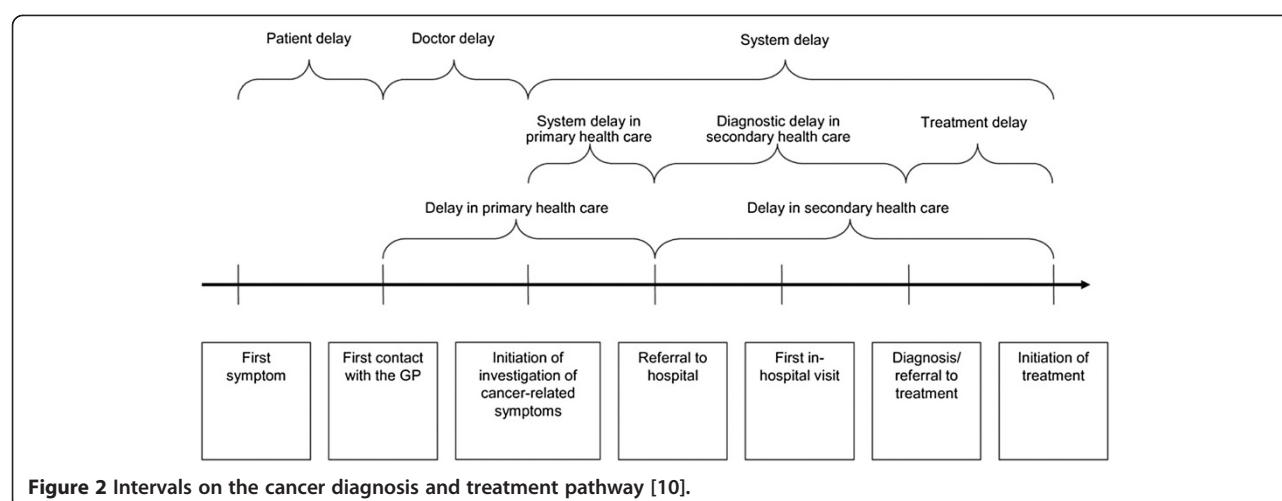 Patient delay
Doctor delay
System delay
System delay in
primary health care
Diagnostic delay in
secondary health care
Treatment delay
Delay in primary health care
Delay in secondary health care
First
symptom
First contact
with the GP
Initiation of
investigation of
cancer-related
symptoms
Referral to
hospital
First in-
hospital visit
Diagnosis/
referral to
treatment
Initiation of
treatment
Figure 2 Intervals on the cancer diagnosis and treatment pathway [10].